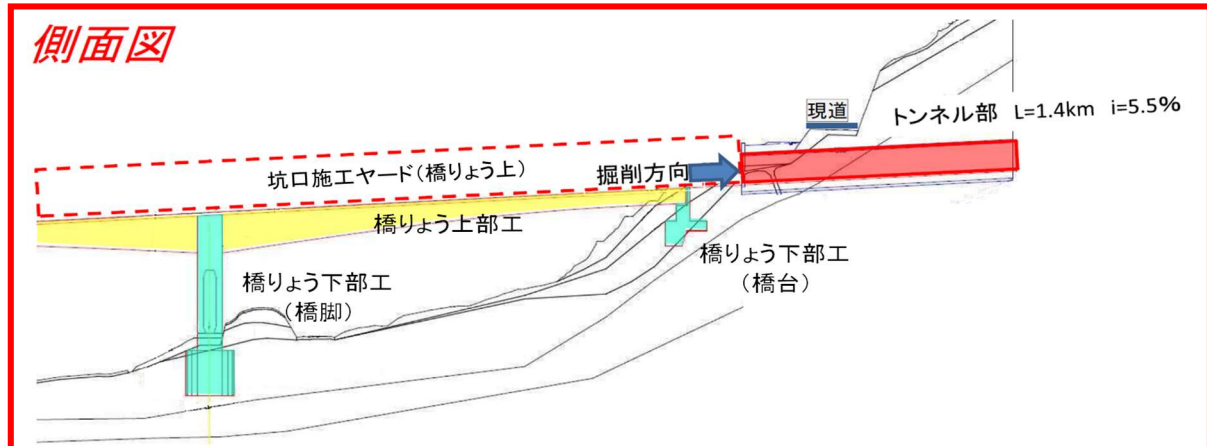 側面図
現道
トンネル部 L=1.4km i=5.5%
坑口施工ヤード(橋りょう上)
掘削方向
橋りょう上部工
橋りょう下部工
(橋脚)
橋りょう下部工
(橋台)